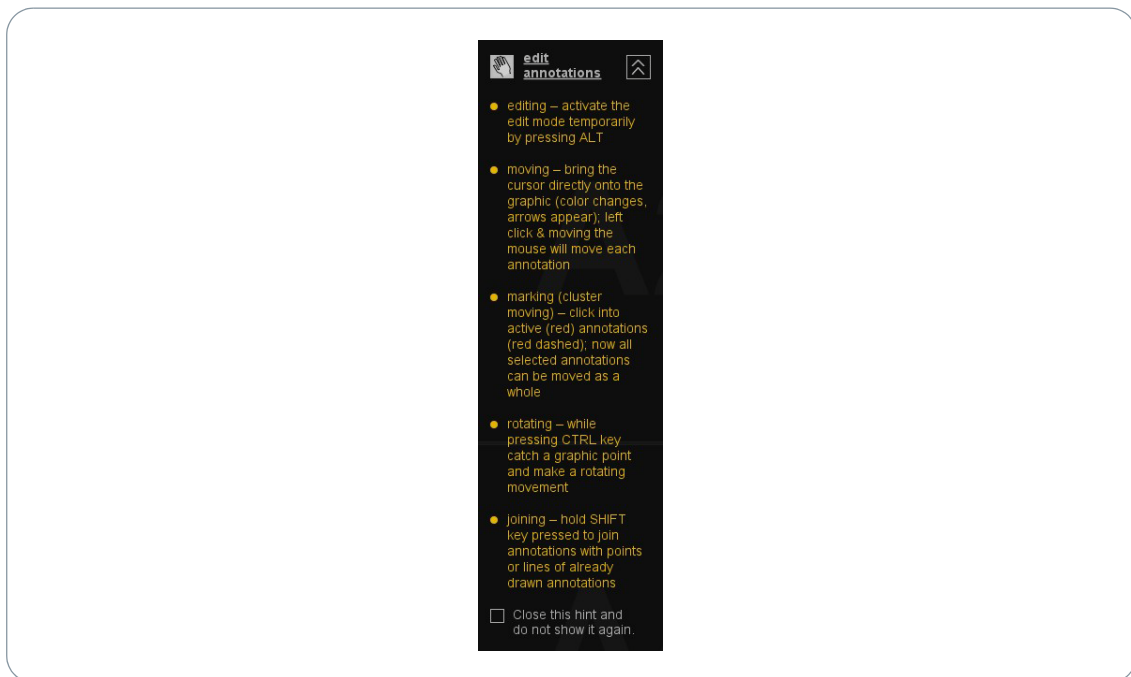 edit
annotations
editing – activate the
edit mode temporarily
by pressing ALT
moving – bring the
cursor directly onto the
graphic (color changes,
arrows appear); left
click & moving the
mouse will move each
annotation
marking (cluster
moving) – click into
active (red) annotations
(red dashed); now all
selected annotations
can be moved as a
whole
rotating – while
pressing CTRL key
catch a graphic point
and make a rotating
movement
joining – hold SHIFT
key pressed to join
annotations with points
or lines of already
drawn annotations
Close this hint and
do not show it again.